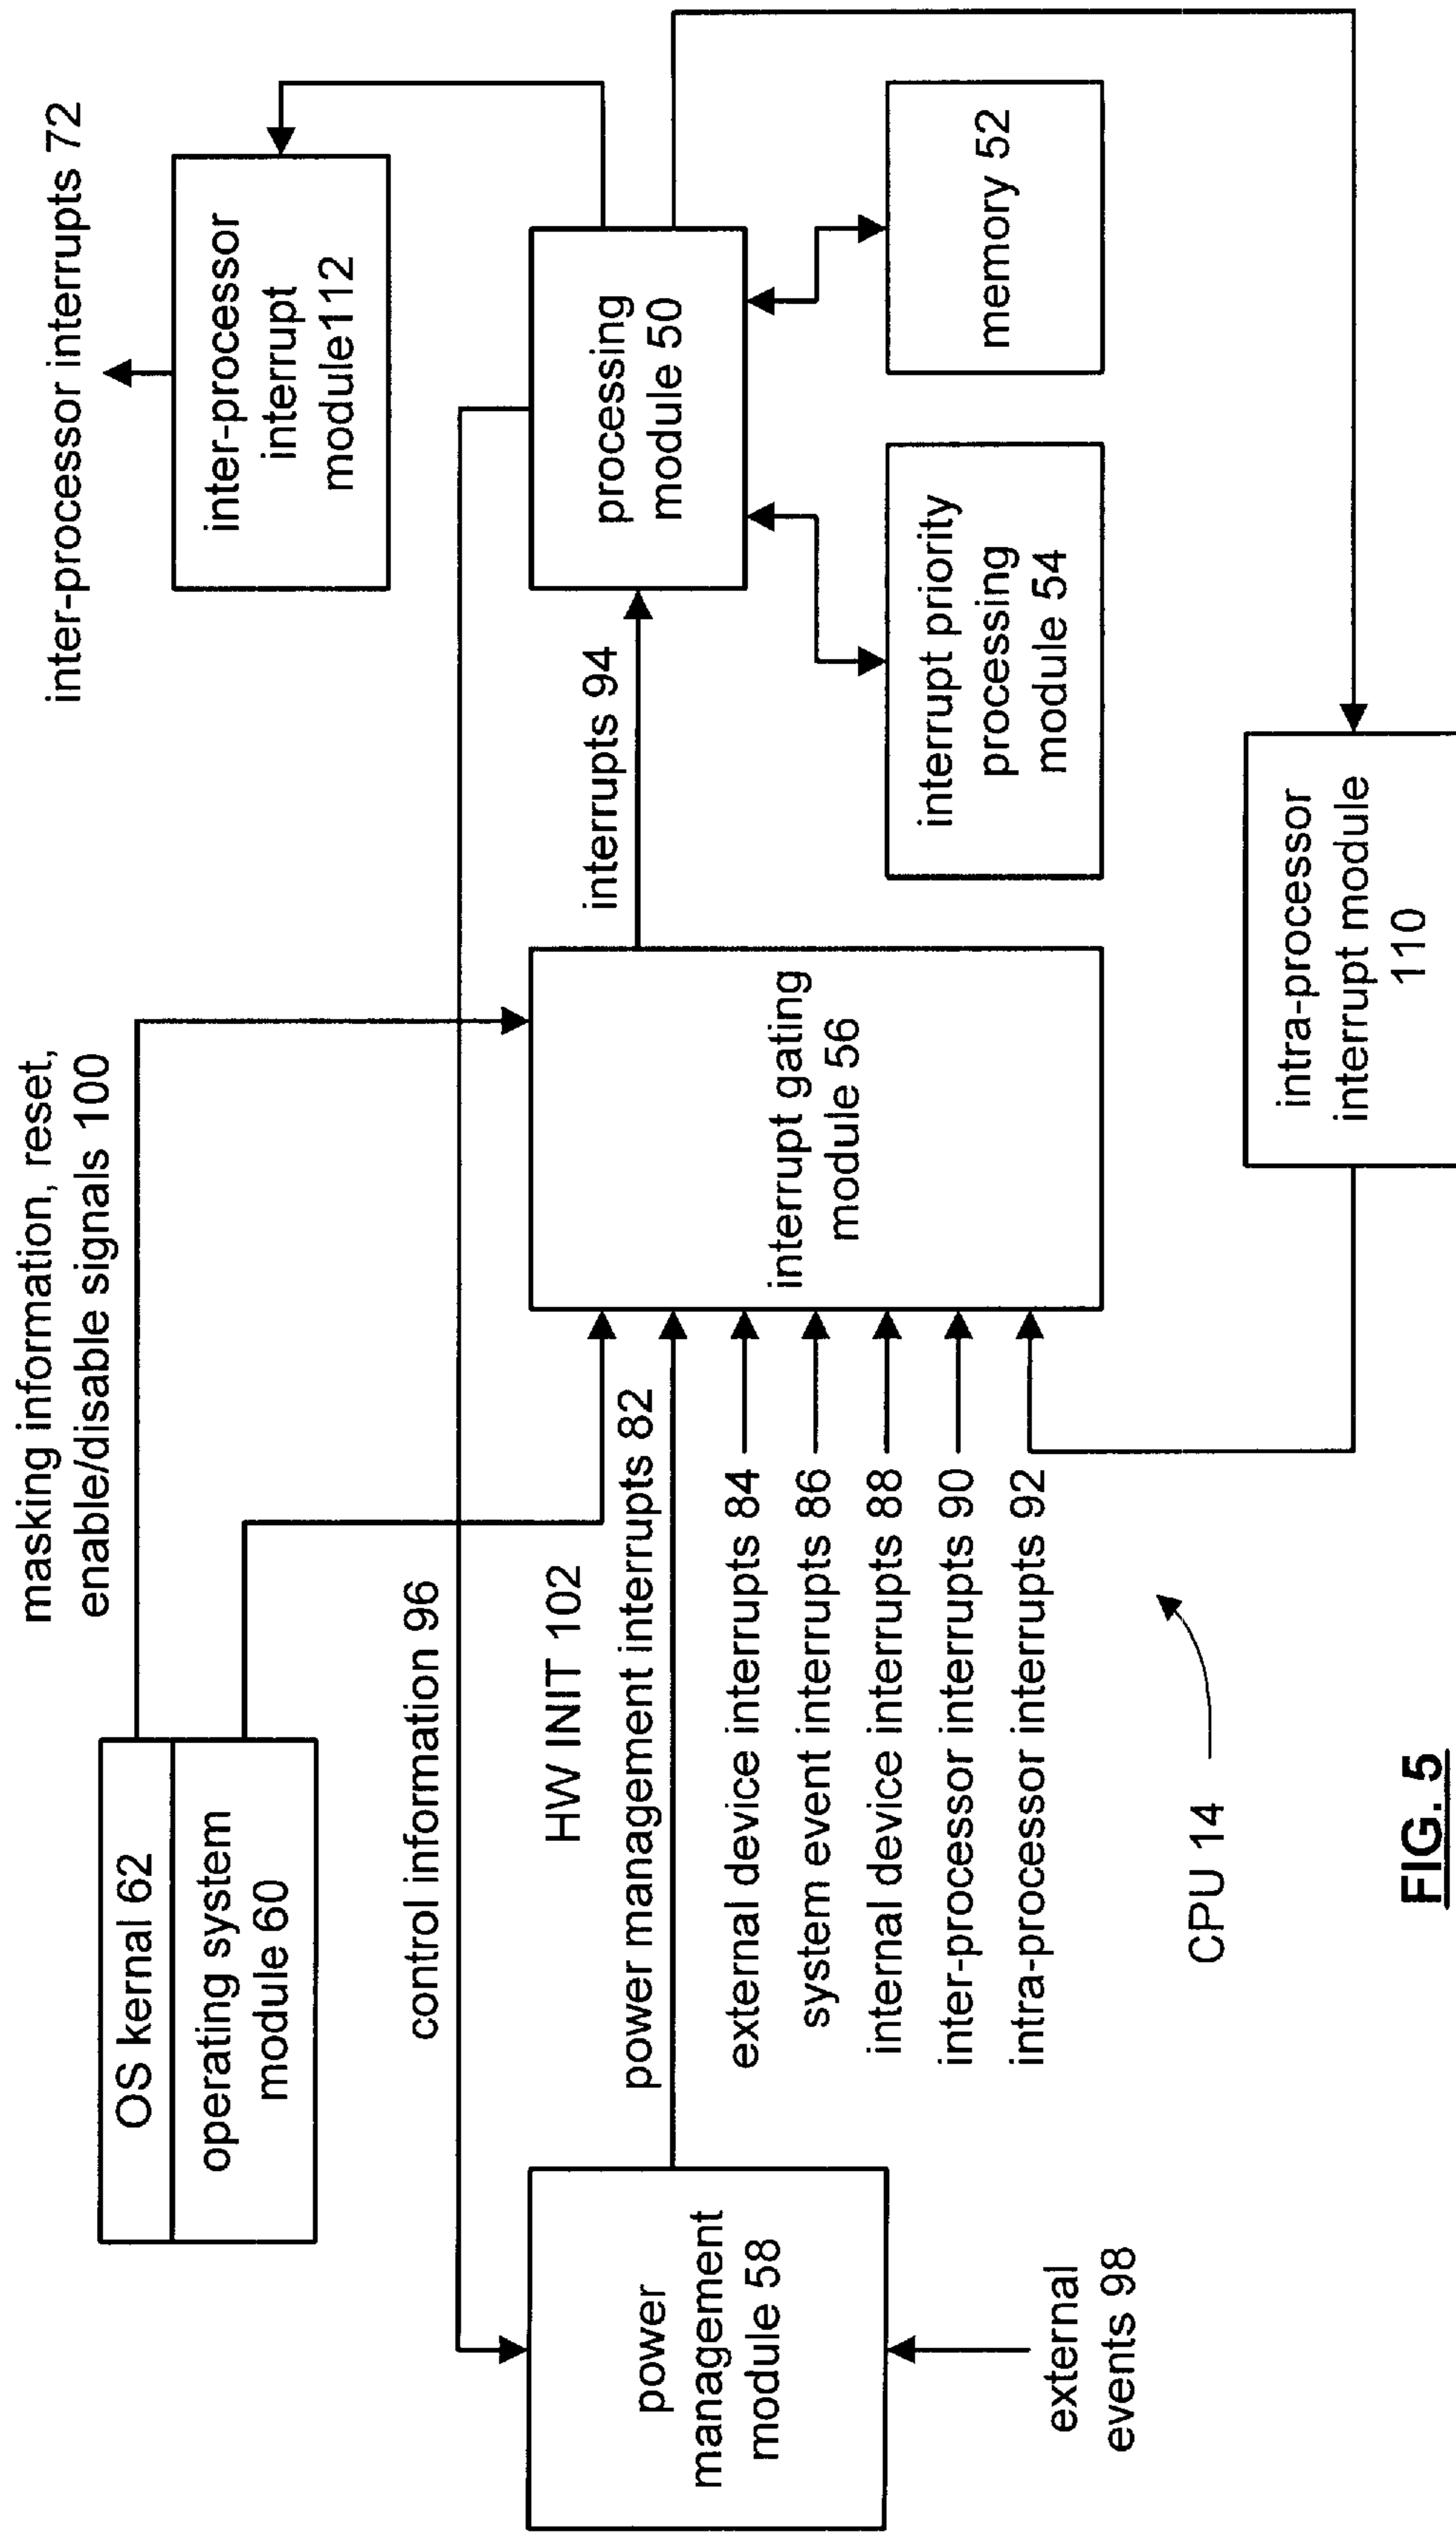 masking information, reset,
enable/disable signals 100
inter-processor interrupts 72
OS kernal 62
operating system
module 60
inter-processor
interrupt
module112
control information 96
HW INIT 102
power management interrupts 82
interrupts 94
processing
module 50
power
management
module 58
external device interrupts 84
system event interrupts 86
internal device interrupts 88
inter-processor interrupts 90
intra-processor interrupts 92
interrupt gating
module 56
interrupt priority
processing
module 54
memory 52
external
events 98
CPU 14
intra-processor
interrupt module
110
FIG. 5